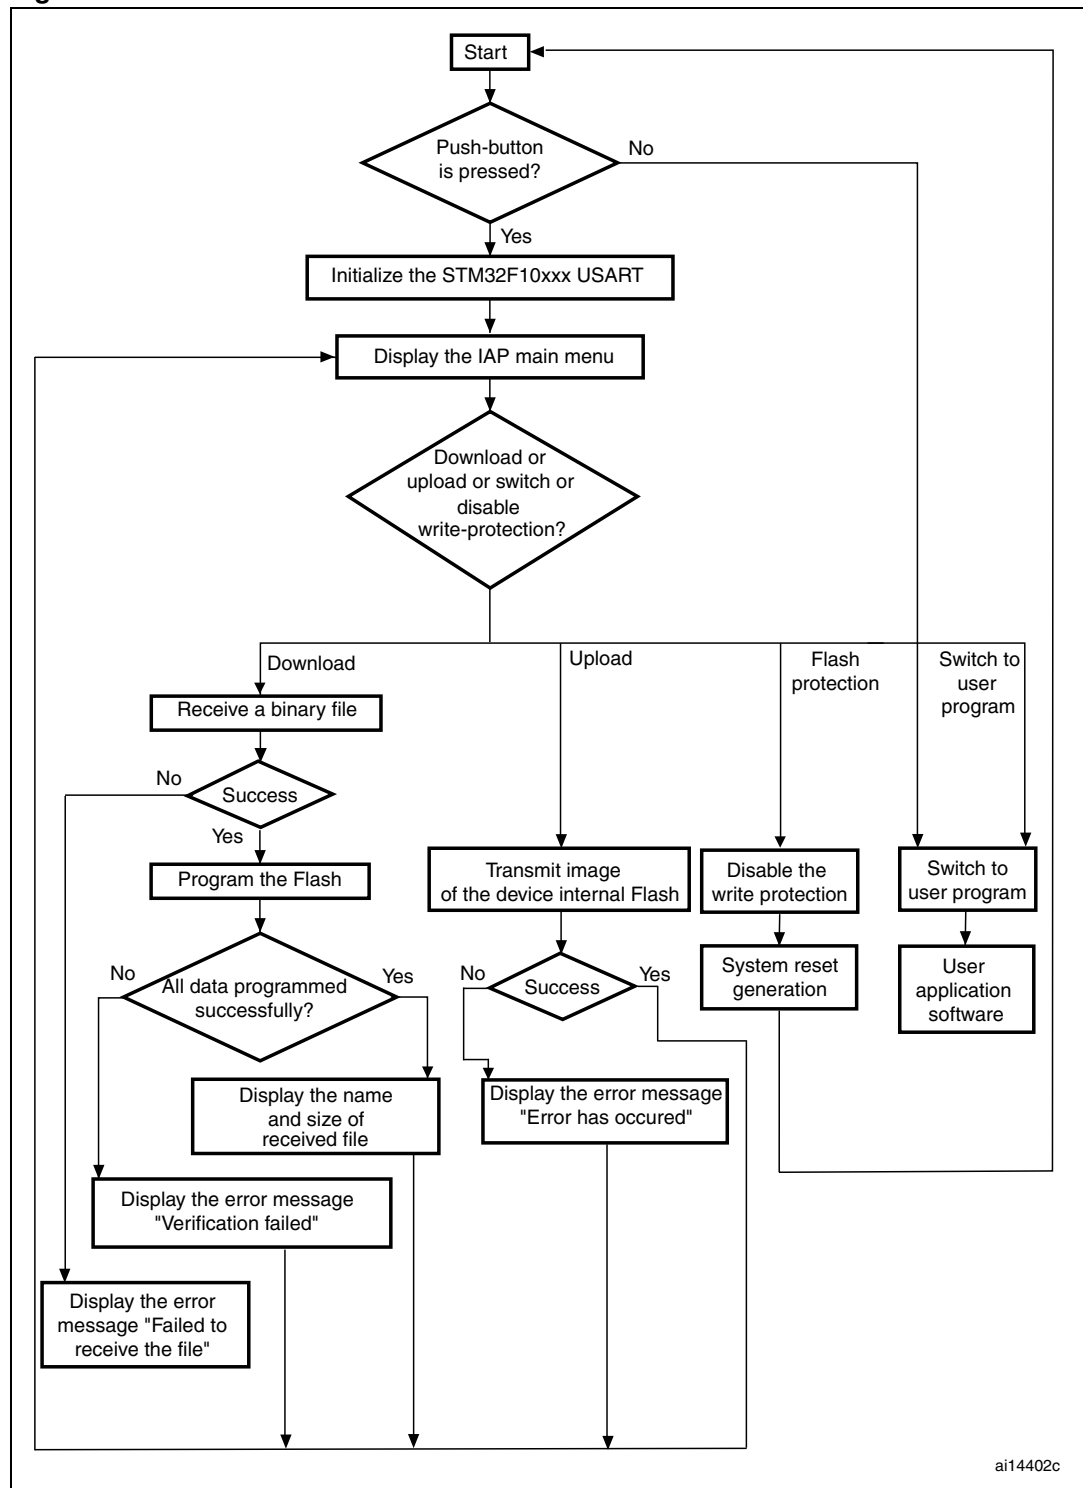 Start
Push-button
is pressed?
No
Yes
Initialize the STM32F10xxx USART
Display the IAP main menu
Download or
upload or switch or
disable
write-protection?
Download
Upload
Flash
protection
Switch to
user
program
Receive a binary file
No
Success
Yes
Program the Flash
Transmit image
of the device internal Flash
Disable the
write protection
Switch to
user program
No
All data programmed
successfully?
Yes
No
Success
Yes
System reset
generation
User
application
software
Display the name
and size of
received file
Display the error message
"Error has occured"
Display the error message
"Verification failed"
Display the error
message "Failed to
receive the file"
ai14402c